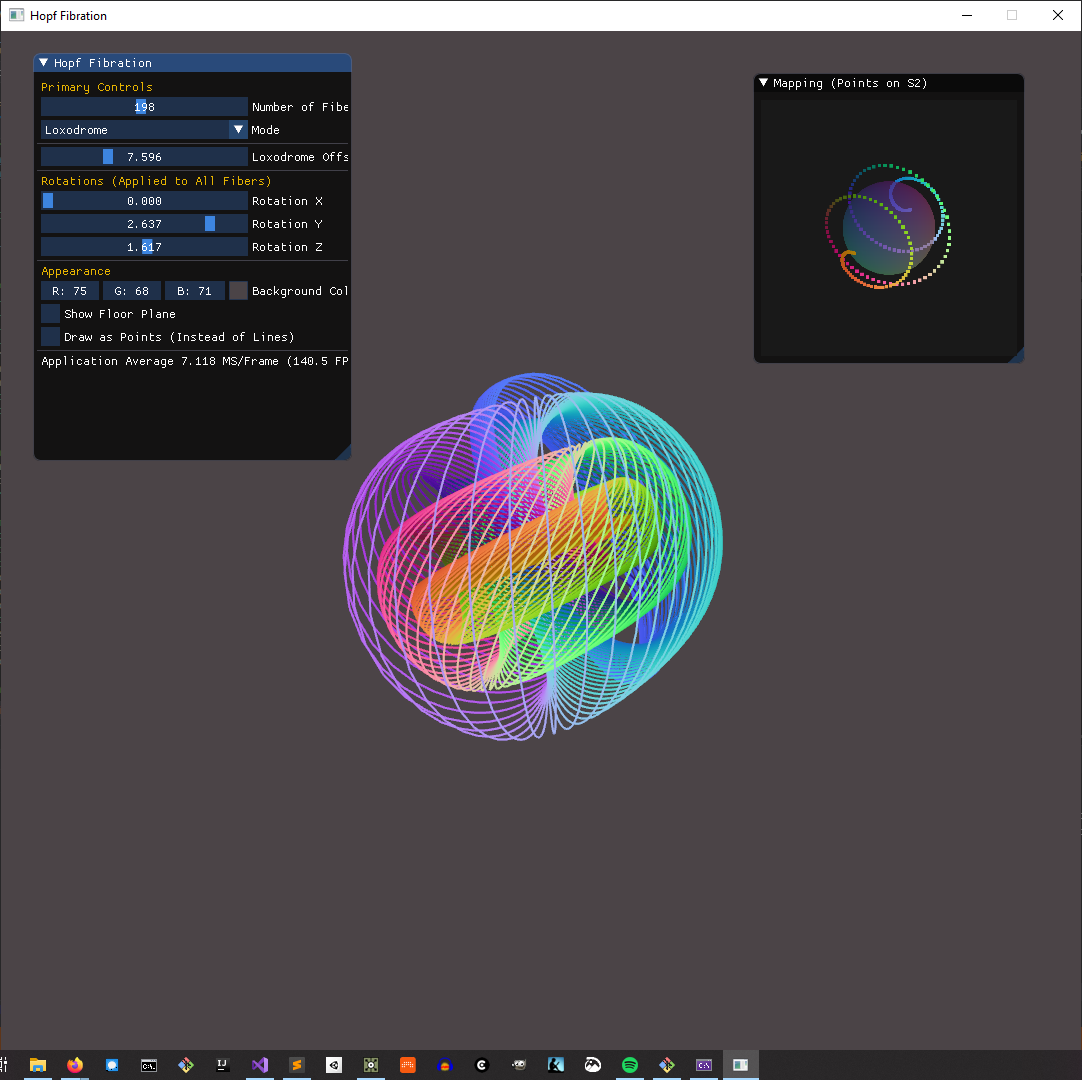 Hopf Fibration
Hopf Fibration
Primary Controls
198 Number of Fibe
Loxodrome Mode
7.596 Loxodrome Offs
Rotations (Applied to All Fibers)
0.000 Rotation X
2.637 Rotation Y
1.617 Rotation Z
Appearance
R: 75 G: 68 B: 71 Background Col
Show Floor Plane
Draw as Points (Instead of Lines)
Application Average 7.118 MS/Frame (140.5 FP
Mapping (Points on S2)